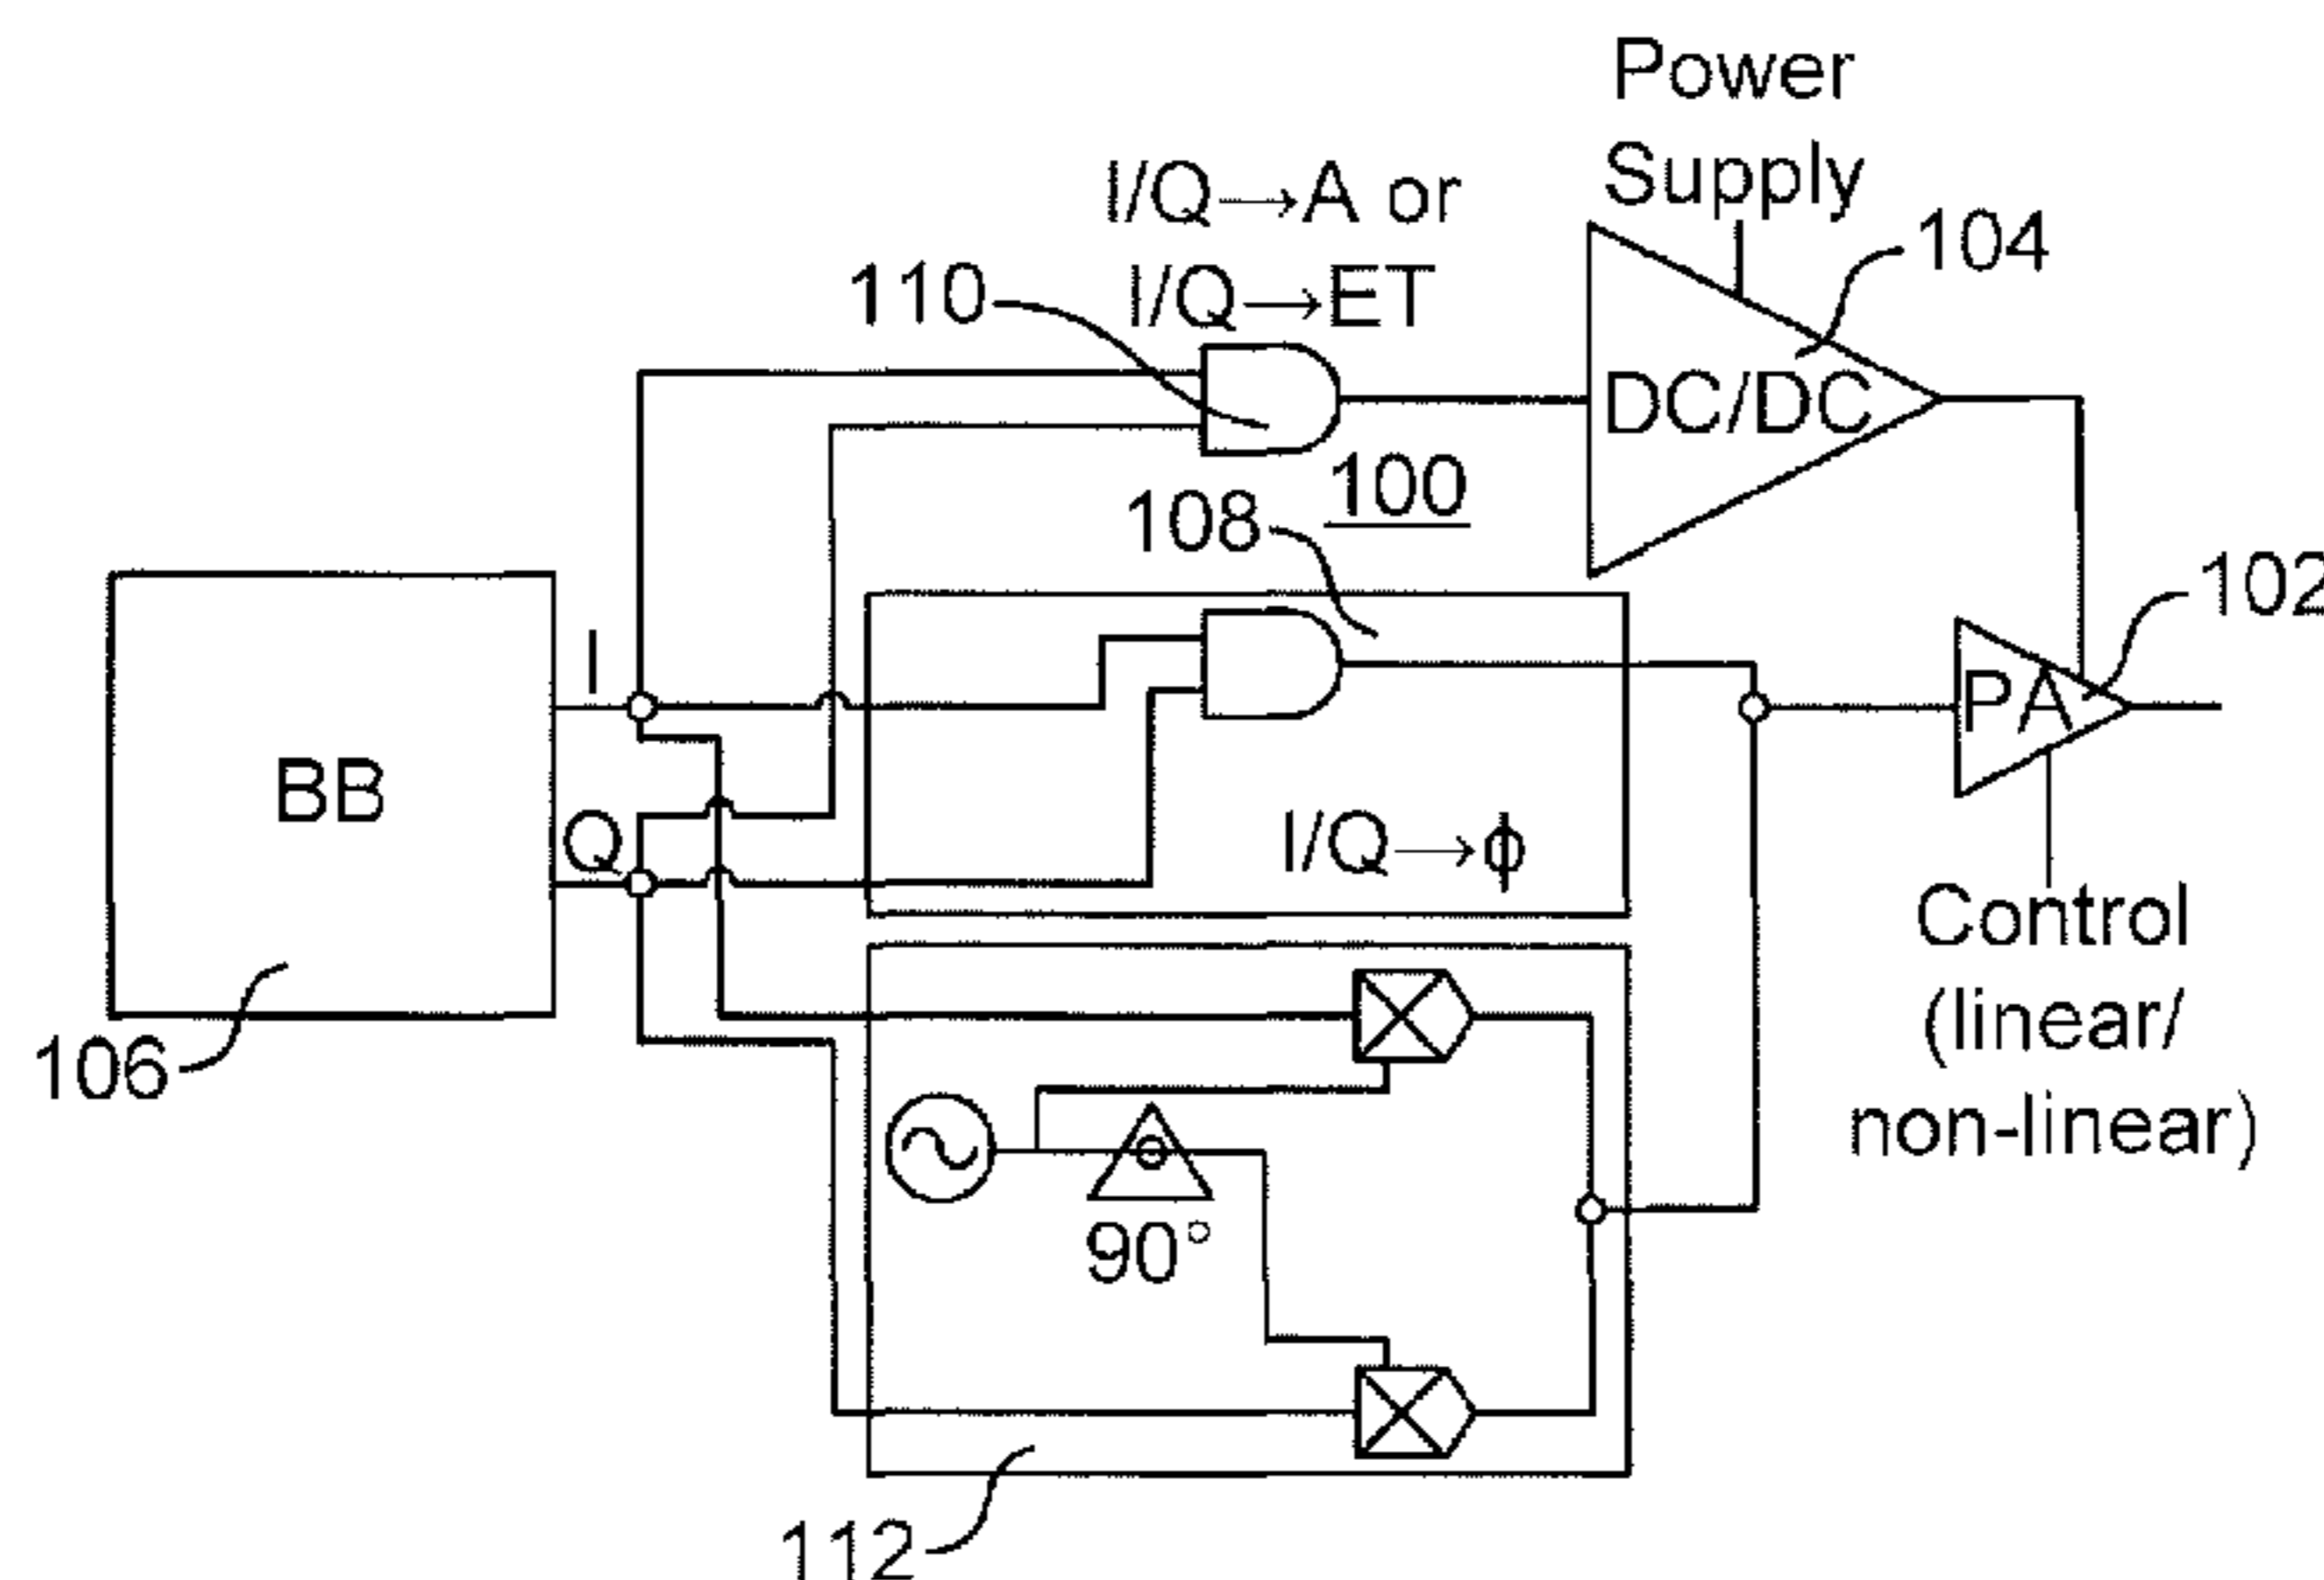 Power
Supply
I/Q→A or
I/Q→ET
104
110
DC/DC
100
108
102
I
PA
BB
Q
I/Q→ϕ
Control
(linear/
non-linear)
106
90°
112